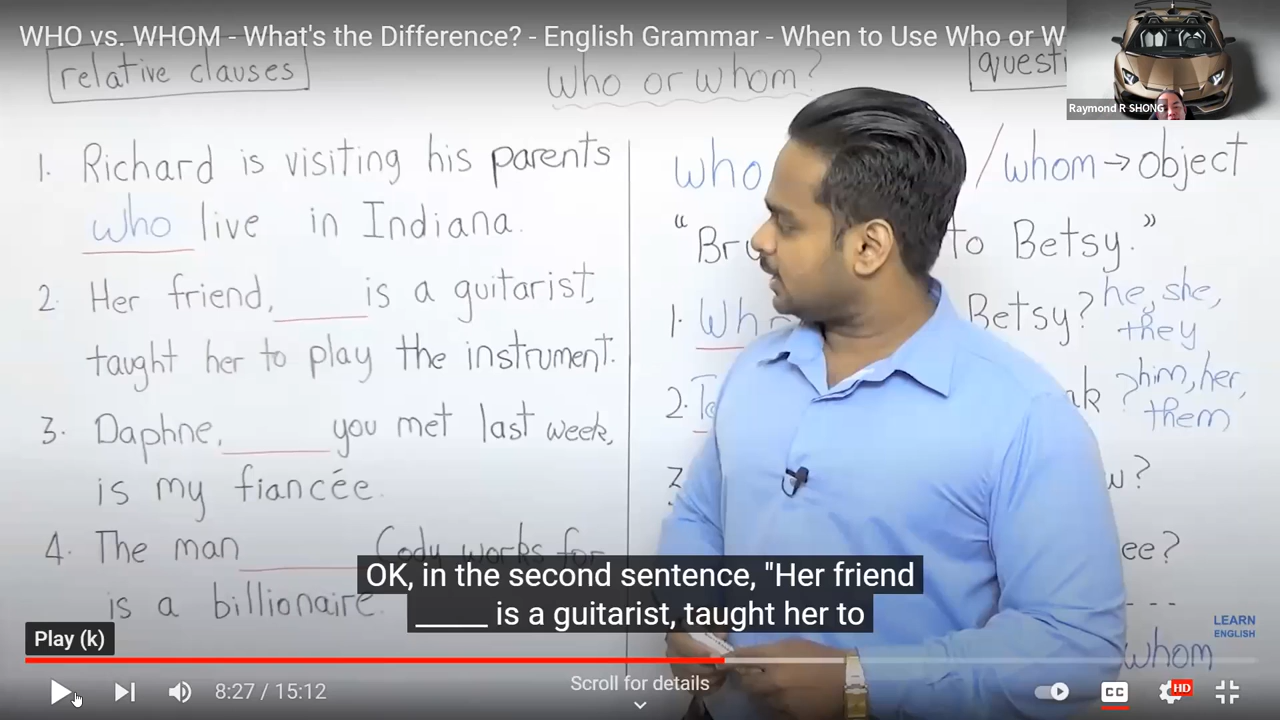 WHO vs. WHOM - What's the Difference? - English Grammar - When to Use Who or W
relative clauses
Who or whom?
Raymond R SHONG
1. Richard is visiting his parents
who live in Indiana.
2. Her friend, ____ is a guitarist,
taught her to play the instrument.
3. Daphne, ____ you met last week,
is my fiancée.
4. The man ____ Cody works for
is a billionaire.
who / whom → object
to Betsy."
1. Wh Betsy? he, she,
they
2. ? him, her,
them
whom
OK, in the second sentence, "Her friend
_____ is a guitarist, taught her to
LEARN
ENGLISH
Play (k)
8:27 / 15:12
Scroll for details
CC
HD